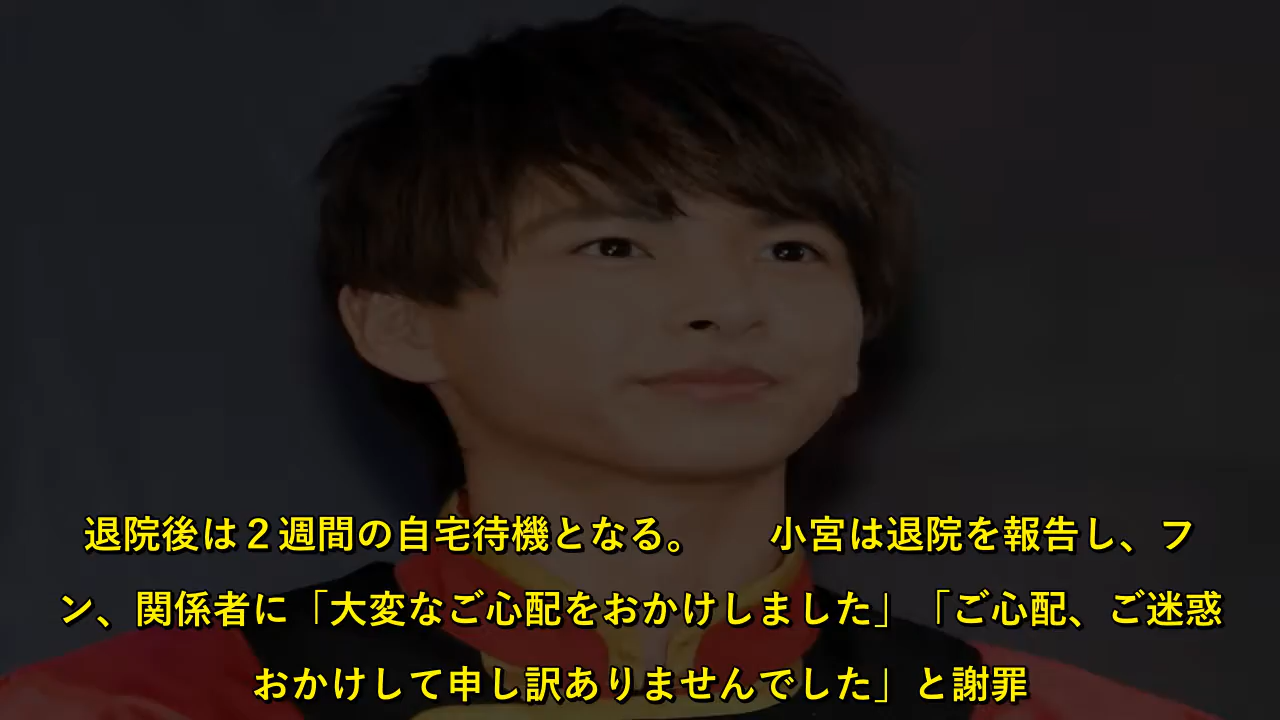 退院後は２週間の自宅待機となる。　　小宮は退院を報告し、フ
ン、関係者に「大変なご心配をおかけしました」「ご心配、ご迷惑
おかけして申し訳ありませんでした」と謝罪